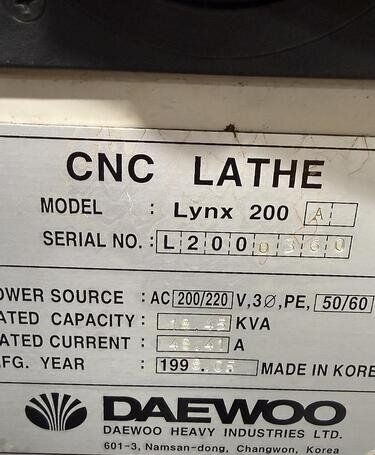 CNC LATHE
MODEL : Lynx 200 A
SERIAL NO. : L2000360
OWER SOURCE : AC 200/220 V, 3Ø, PE, 50/60
ATED CAPACITY : KVA
ATED CURRENT : A
FG. YEAR : MADE IN KORE
DAEWOO
DAEWOO HEAVY INDUSTRIES LTD.
601-3, Namsan-dong, Changwon, Korea